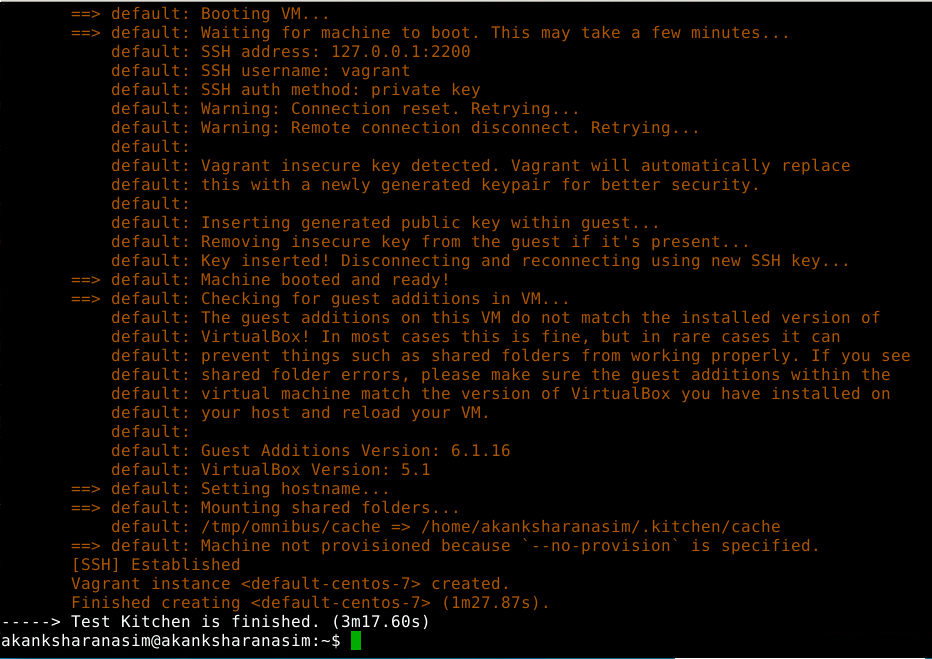 ==> default: Booting VM...
==> default: Waiting for machine to boot. This may take a few minutes...
default: SSH address: 127.0.0.1:2200
default: SSH username: vagrant
default: SSH auth method: private key
default: Warning: Connection reset. Retrying...
default: Warning: Remote connection disconnect. Retrying...
default:
default: Vagrant insecure key detected. Vagrant will automatically replace
default: this with a newly generated keypair for better security.
default:
default: Inserting generated public key within guest...
default: Removing insecure key from the guest if it's present...
default: Key inserted! Disconnecting and reconnecting using new SSH key...
==> default: Machine booted and ready!
==> default: Checking for guest additions in VM...
default: The guest additions on this VM do not match the installed version of
default: VirtualBox! In most cases this is fine, but in rare cases it can
default: prevent things such as shared folders from working properly. If you see
default: shared folder errors, please make sure the guest additions within the
default: virtual machine match the version of VirtualBox you have installed on
default: your host and reload your VM.
default:
default: Guest Additions Version: 6.1.16
default: VirtualBox Version: 5.1
==> default: Setting hostname...
==> default: Mounting shared folders...
default: /tmp/omnibus/cache => /home/akanksharanasim/.kitchen/cache
==> default: Machine not provisioned because `--no-provision` is specified.
[SSH] Established
Vagrant instance <default-centos-7> created.
Finished creating <default-centos-7> (1m27.87s).
-----> Test Kitchen is finished. (3m17.60s)
akanksharanasim@akanksharanasim:~$